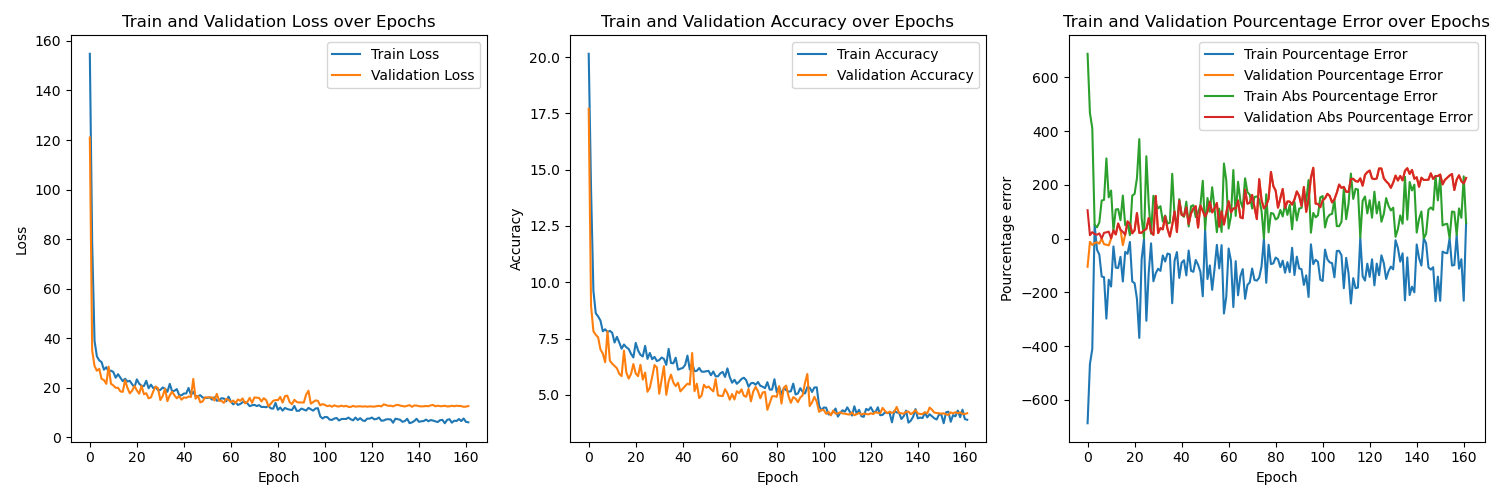 Train and Validation Loss over Epochs
160
140
120
100
80
60
40
20
0
Loss
0 20 40 60 80 100 120 140 160
Epoch
Train Loss
Validation Loss
Train and Validation Accuracy over Epochs
20.0
17.5
15.0
12.5
10.0
7.5
5.0
Accuracy
0 20 40 60 80 100 120 140 160
Epoch
Train Accuracy
Validation Accuracy
Train and Validation Pourcentage Error over Epochs
600
400
200
0
−200
−400
−600
Pourcentage error
0 20 40 60 80 100 120 140 160
Epoch
Train Pourcentage Error
Validation Pourcentage Error
Train Abs Pourcentage Error
Validation Abs Pourcentage Error